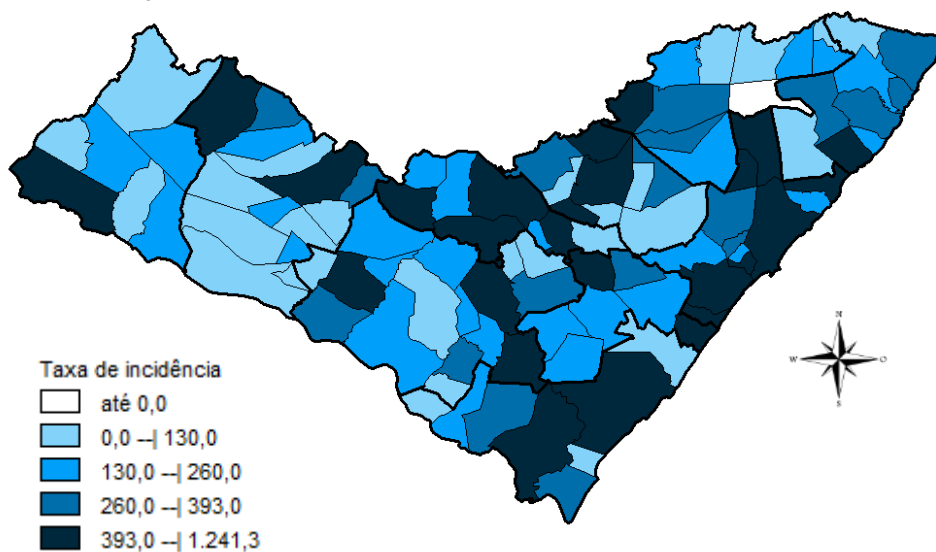 Taxa de incidência
até 0,0
0,0 --| 130,0
130,0 --| 260,0
260,0 --| 393,0
393,0 --| 1.241,3
N
W
O
S